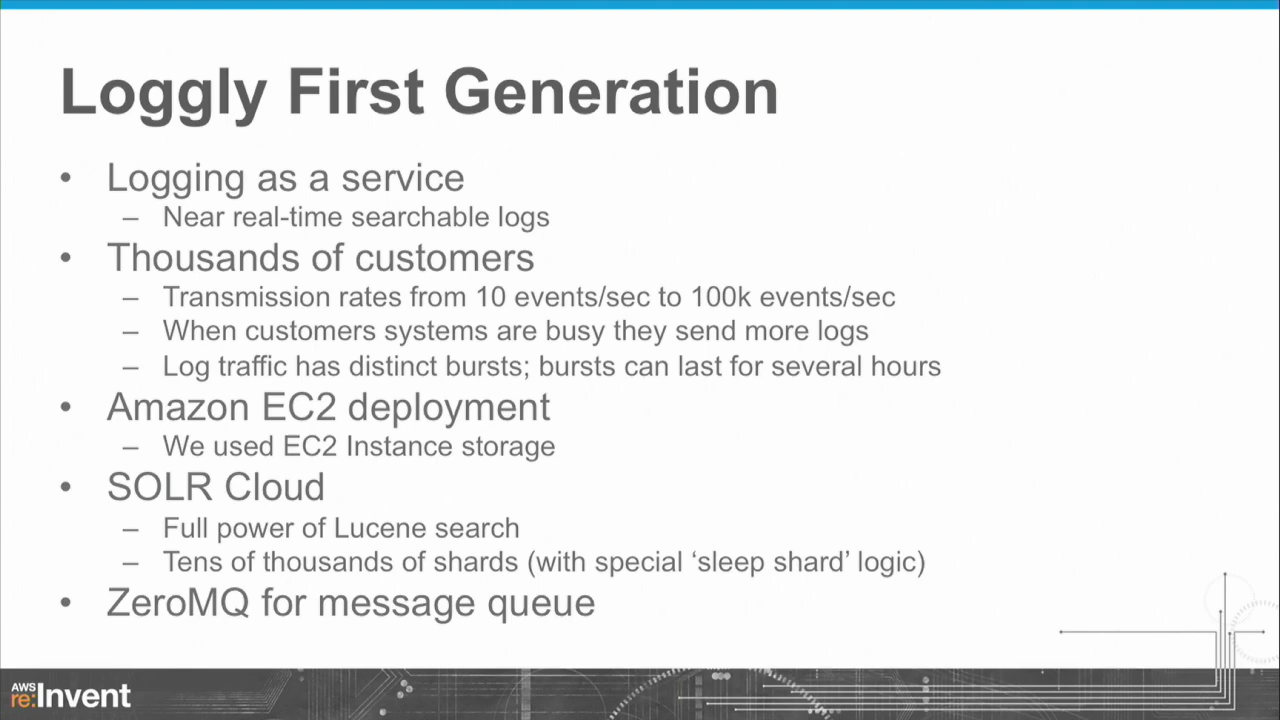 Loggly First Generation
• Logging as a service
– Near real-time searchable logs
• Thousands of customers
– Transmission rates from 10 events/sec to 100k events/sec
– When customers systems are busy they send more logs
– Log traffic has distinct bursts; bursts can last for several hours
• Amazon EC2 deployment
– We used EC2 Instance storage
• SOLR Cloud
– Full power of Lucene search
– Tens of thousands of shards (with special ‘sleep shard’ logic)
• ZeroMQ for message queue
AWS
re:Invent